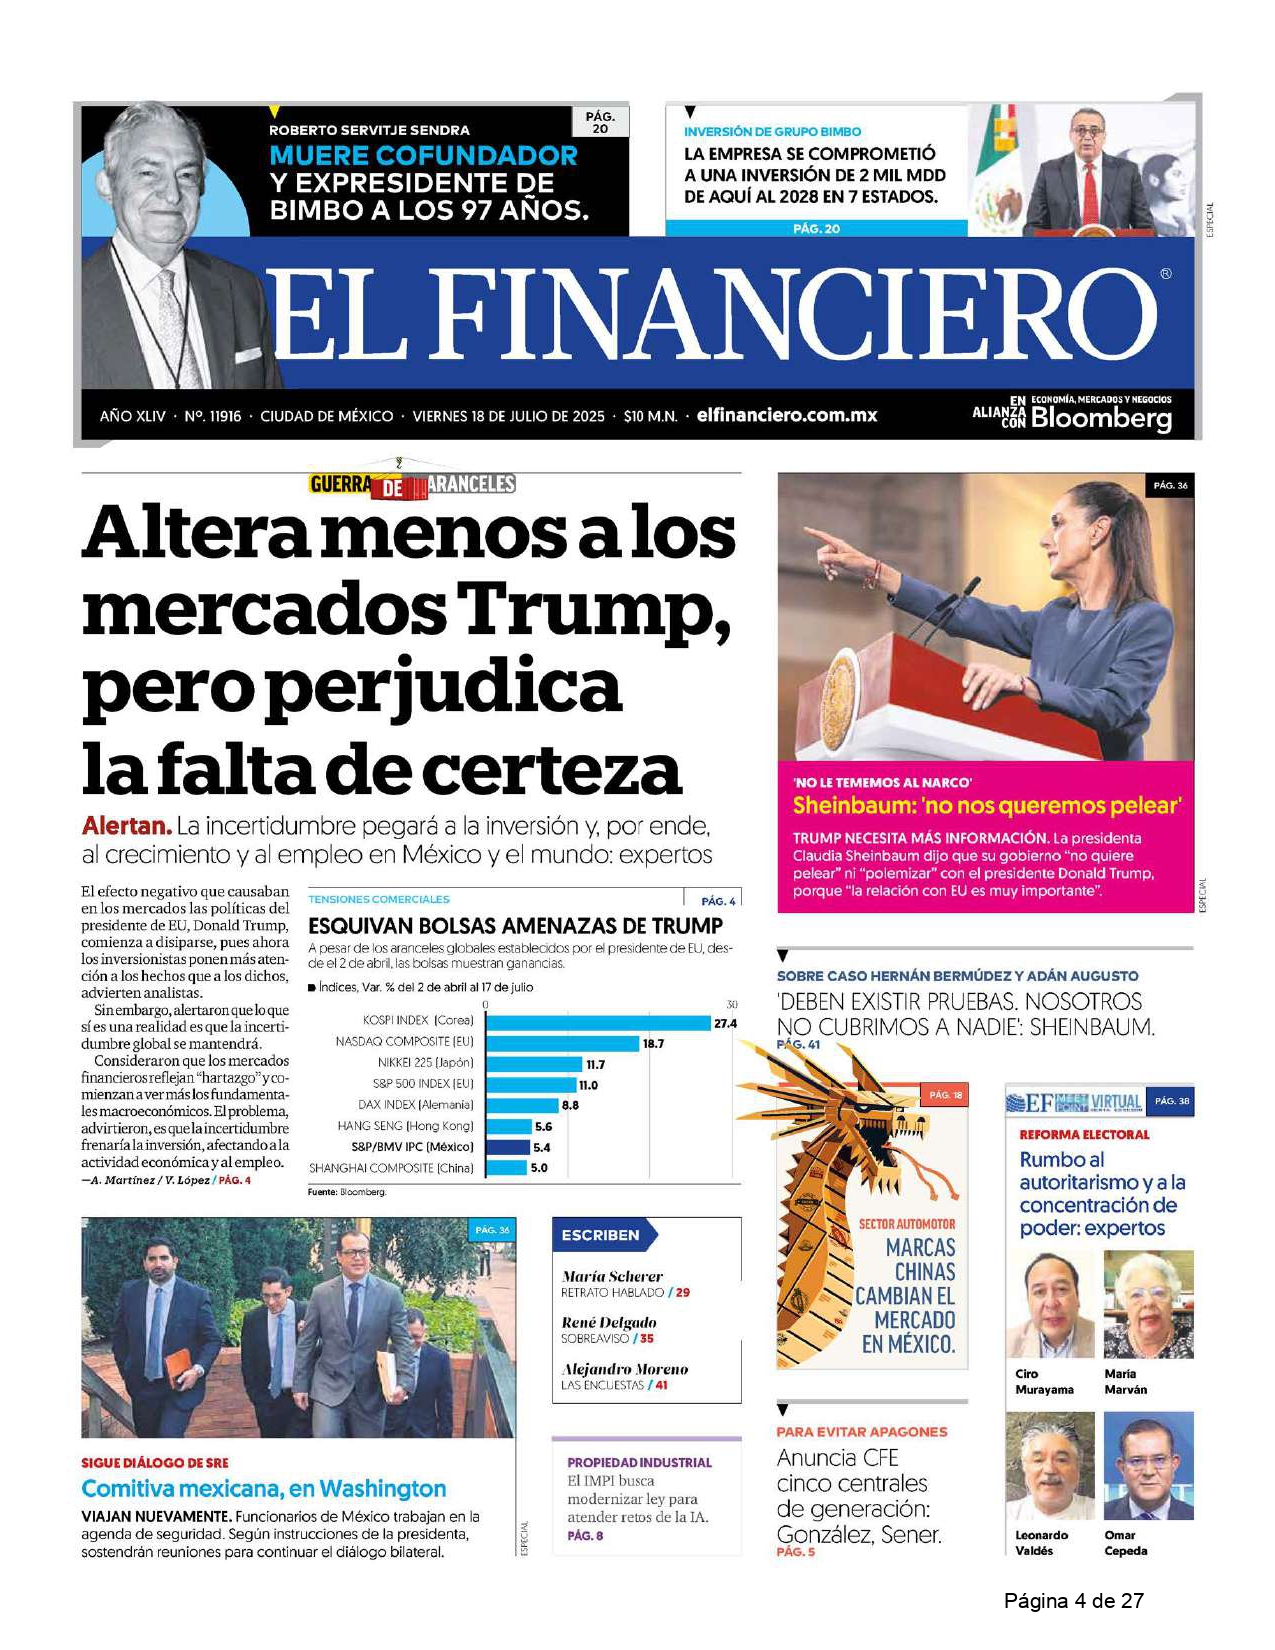 ROBERTO SERVITJE SENDRA
PÁG.
20
MUERE COFUNDADOR
Y EXPRESIDENTE DE
BIMBO A LOS 97 AÑOS.
INVERSIÓN DE GRUPO BIMBO
LA EMPRESA SE COMPROMETIÓ
A UNA INVERSIÓN DE 2 MIL MDD
DE AQUÍ AL 2028 EN 7 ESTADOS.
PÁG. 20
ESPECIAL
EL FINANCIERO®
AÑO XLIV · Nº. 11916 · CIUDAD DE MÉXICO · VIERNES 18 DE JULIO DE 2025 · $10 M.N. · elfinanciero.com.mx
EN ALIANZA CON
ECONOMÍA, MERCADOS Y NEGOCIOS
Bloomberg
GUERRA DE ARANCELES
Altera menos a los
mercados Trump,
pero perjudica
la falta de certeza
Alertan. La incertidumbre pegará a la inversión y, por ende,
al crecimiento y al empleo en México y el mundo: expertos
El efecto negativo que causaban
en los mercados las políticas del
presidente de EU, Donald Trump,
comienza a disiparse, pues ahora
los inversionistas ponen más aten-
ción a los hechos que a los dichos,
advierten analistas.
Sin embargo, alertaron que lo que
sí es una realidad es que la incerti-
dumbre global se mantendrá.
Consideraron que los mercados
financieros reflejan “hartazgo” y co-
mienzan a ver más los fundamenta-
les macroeconómicos. El problema,
advirtieron, es que la incertidumbre
frenaría la inversión, afectando a la
actividad económica y al empleo.
—A. Martínez / V. López / PÁG. 4
TENSIONES COMERCIALES
PÁG. 4
ESQUIVAN BOLSAS AMENAZAS DE TRUMP
A pesar de los aranceles globales establecidos por el presidente de EU, des-
de el 2 de abril, las bolsas muestran ganancias.
Índices, Var. % del 2 de abril al 17 de julio
0 30
KOSPI INDEX (Corea) 27.4
NASDAQ COMPOSITE (EU) 18.7
NIKKEI 225 (Japón) 11.7
S&P 500 INDEX (EU) 11.0
DAX INDEX (Alemania) 8.8
HANG SENG (Hong Kong) 5.6
S&P/BMV IPC (México) 5.4
SHANGHAI COMPOSITE (China) 5.0
Fuente: Bloomberg.
PÁG. 36
'NO LE TEMEMOS AL NARCO'
Sheinbaum: 'no nos queremos pelear'
TRUMP NECESITA MÁS INFORMACIÓN. La presidenta
Claudia Sheinbaum dijo que su gobierno “no quiere
pelear” ni “polemizar” con el presidente Donald Trump,
porque “la relación con EU es muy importante”.
ESPECIAL
SOBRE CASO HERNÁN BERMÚDEZ Y ADÁN AUGUSTO
'DEBEN EXISTIR PRUEBAS. NOSOTROS
NO CUBRIMOS A NADIE': SHEINBAUM.
PÁG. 41
PÁG. 18
SECTOR AUTOMOTOR
MARCAS
CHINAS
CAMBIAN EL
MERCADO
EN MÉXICO.
EF
VIRTUAL
PÁG. 38
REFORMA ELECTORAL
Rumbo al
autoritarismo y a la
concentración de
poder: expertos
Ciro
Murayama
María
Marván
Leonardo
Valdés
Omar
Cepeda
PÁG. 36
SIGUE DIÁLOGO DE SRE
Comitiva mexicana, en Washington
VIAJAN NUEVAMENTE. Funcionarios de México trabajan en la
agenda de seguridad. Según instrucciones de la presidenta,
sostendrán reuniones para continuar el diálogo bilateral.
ESPECIAL
ESCRIBEN
María Scherer
RETRATO HABLADO / 29
René Delgado
SOBREAVISO / 35
Alejandro Moreno
LAS ENCUESTAS / 41
PROPIEDAD INDUSTRIAL
El IMPI busca
modernizar ley para
atender retos de la IA.
PÁG. 8
PARA EVITAR APAGONES
Anuncia CFE
cinco centrales
de generación:
González, Sener.
PÁG. 5
Página 4 de 27